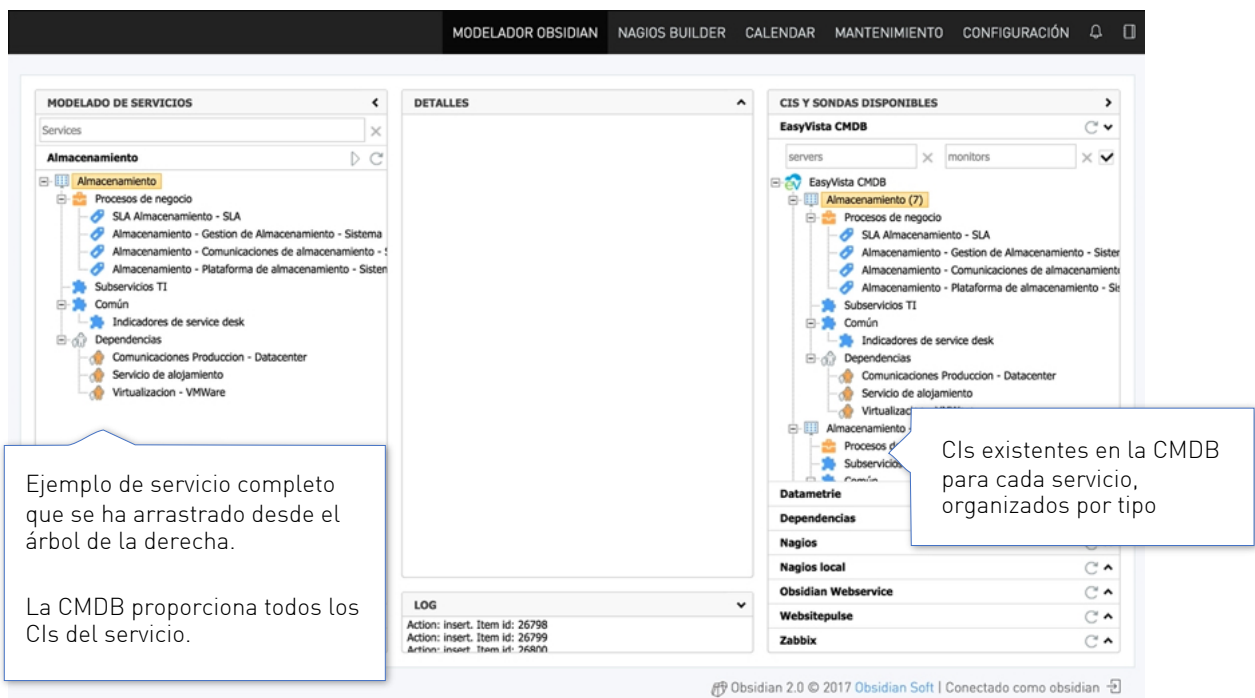 MODELADOR OBSIDIAN NAGIOS BUILDER CALENDAR MANTENIMIENTO CONFIGURACIÓN
MODELADO DE SERVICIOS
Services
Almacenamiento
Almacenamiento
Procesos de negocio
SLA Almacenamiento - SLA
Almacenamiento - Gestion de Almacenamiento - Sistema
Almacenamiento - Comunicaciones de almacenamiento -
Almacenamiento - Plataforma de almacenamiento - Sisten
Subservicios TI
Común
Indicadores de service desk
Dependencias
Comunicaciones Produccion - Datacenter
Servicio de alojamiento
Virtualizacion - VMWare
Ejemplo de servicio completo
que se ha arrastrado desde el
árbol de la derecha.
La CMDB proporciona todos los
CIs del servicio.
DETALLES
LOG
Action: insert. Item id: 26798
Action: insert. Item id: 26799
Action: insert. Item id: 26800
CIS Y SONDAS DISPONIBLES
EasyVista CMDB
servers monitors
EasyVista CMDB
Almacenamiento (7)
Procesos de negocio
SLA Almacenamiento - SLA
Almacenamiento - Gestion de Almacenamiento - Sister
Almacenamiento - Comunicaciones de almacenamiento
Almacenamiento - Plataforma de almacenamiento - Sis
Subservicios TI
Común
Indicadores de service desk
Dependencias
Comunicaciones Produccion - Datacenter
Servicio de alojamiento
Almacenamiento -
Procesos
Subservicios
Común
CIs existentes en la CMDB
para cada servicio,
organizados por tipo
Datametrie
Dependencias
Nagios
Nagios local
Obsidian Webservice
Websitepulse
Zabbix
Obsidian 2.0 © 2017 Obsidian Soft | Conectado como obsidian